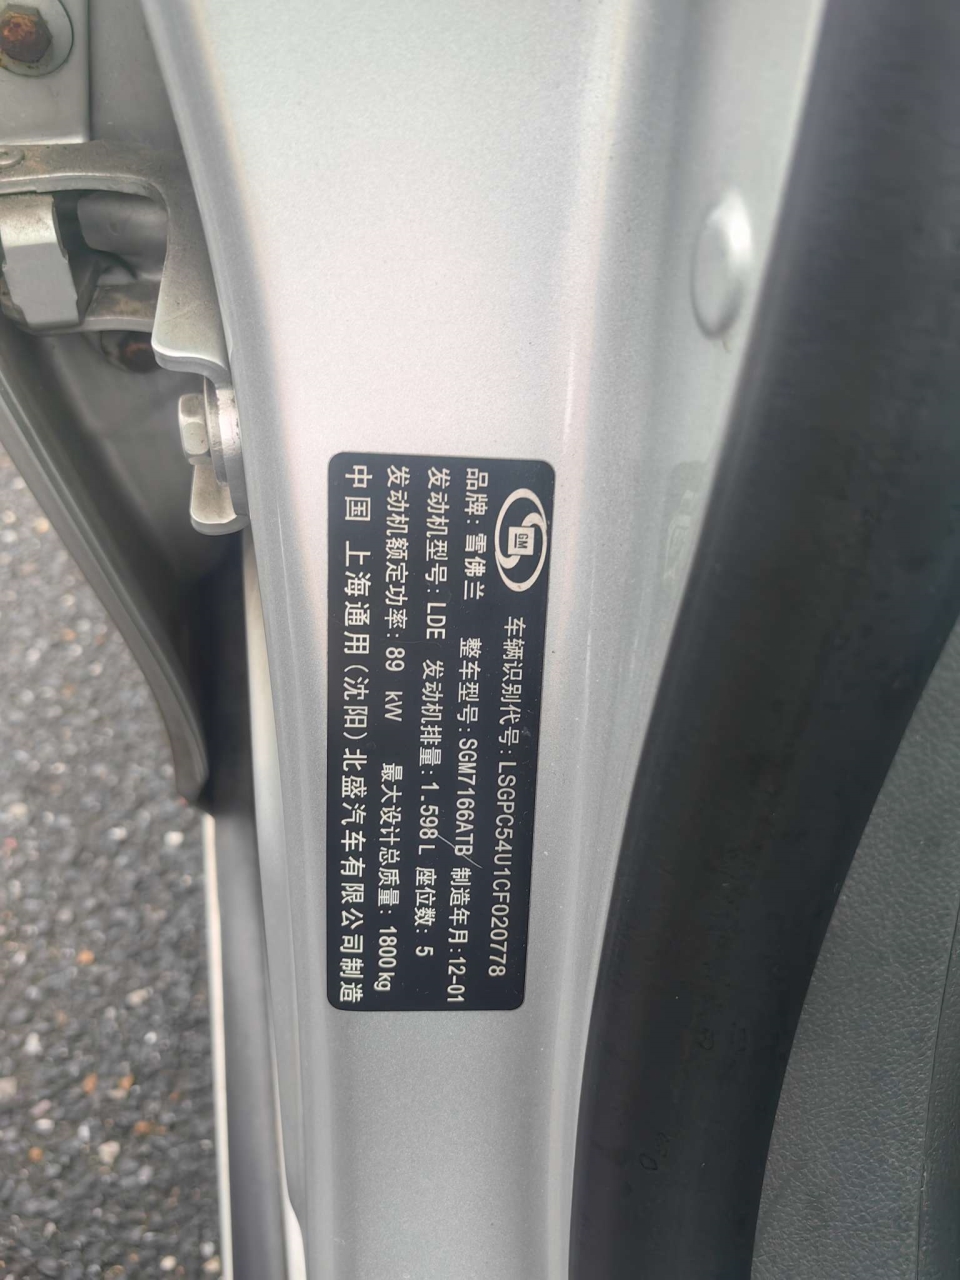 GM
车辆识别代号:LSGPC54U1CF020778
品牌:雪佛兰 整车型号:SGM7166ATB 制造年月:12-01
发动机型号:LDE 发动机排量:1.598L 座位数:5
发动机额定功率:89 kW 最大设计总质量:1800kg
中国 上海通用(沈阳)北盛汽车有限公司制造